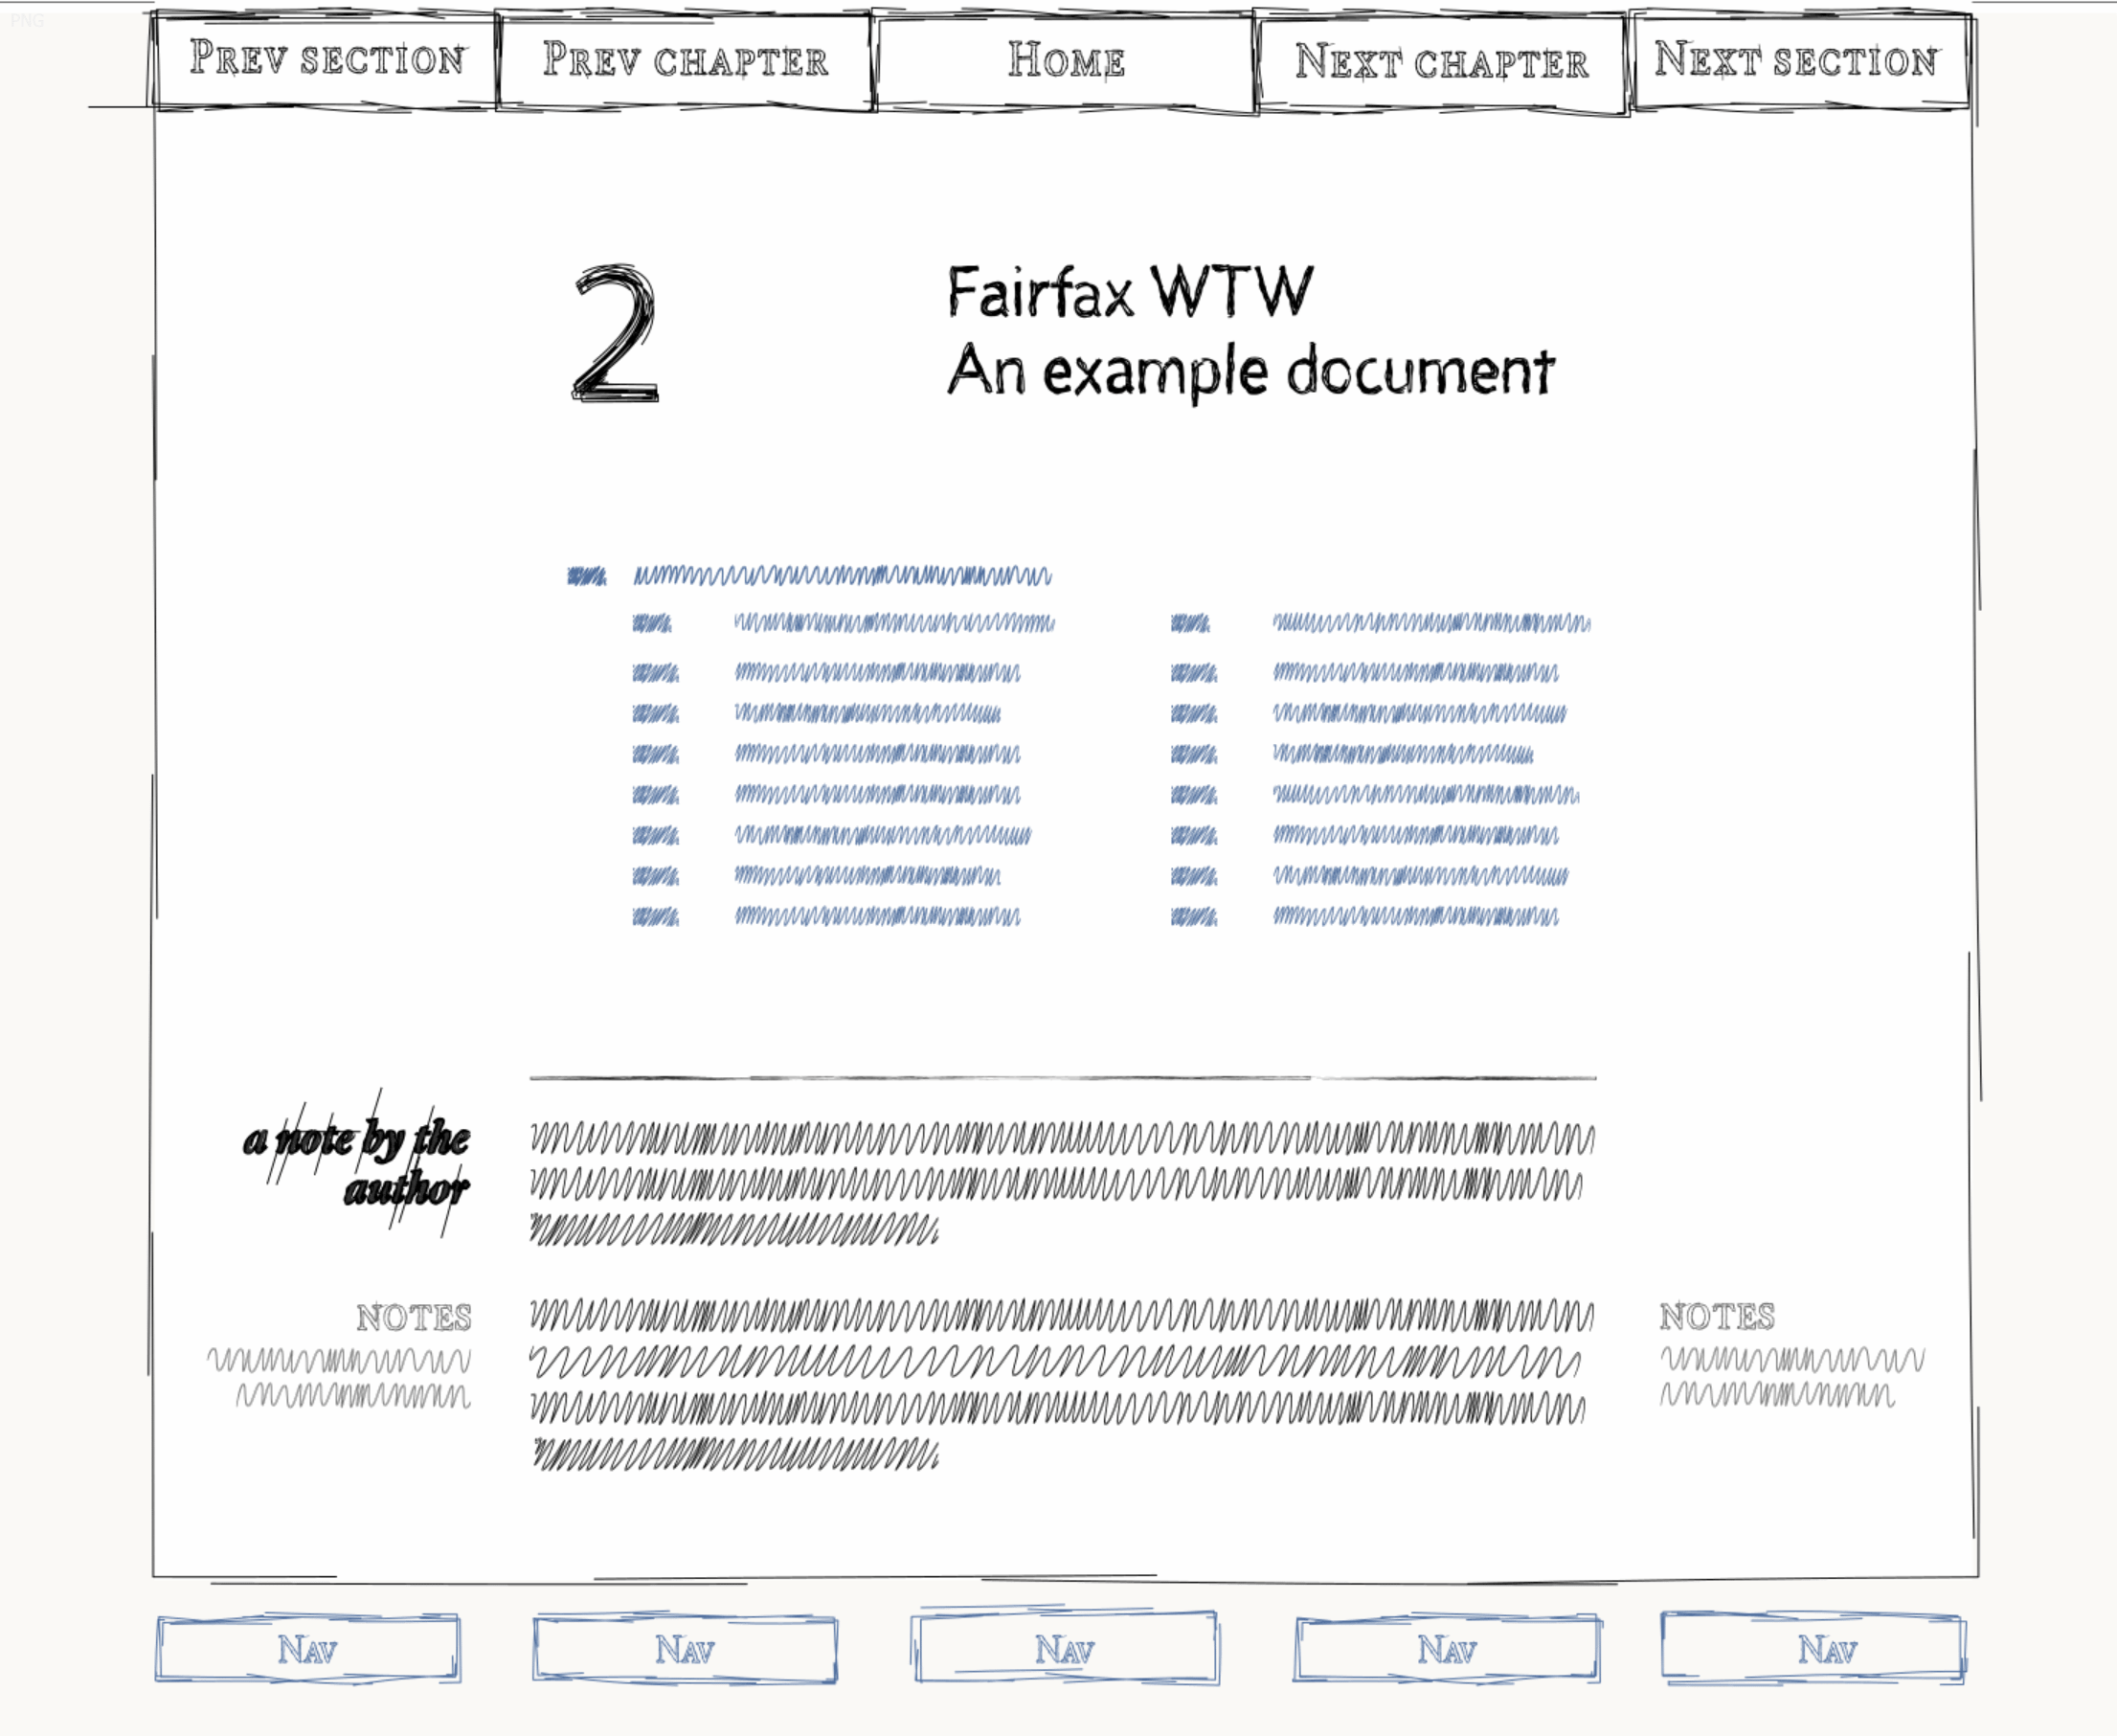 PNG
PREV SECTION
PREV CHAPTER
HOME
NEXT CHAPTER
NEXT SECTION
2
Fairfax WTW
An example document
a note by the
author
NOTES
NOTES
NAV
NAV
NAV
NAV
NAV